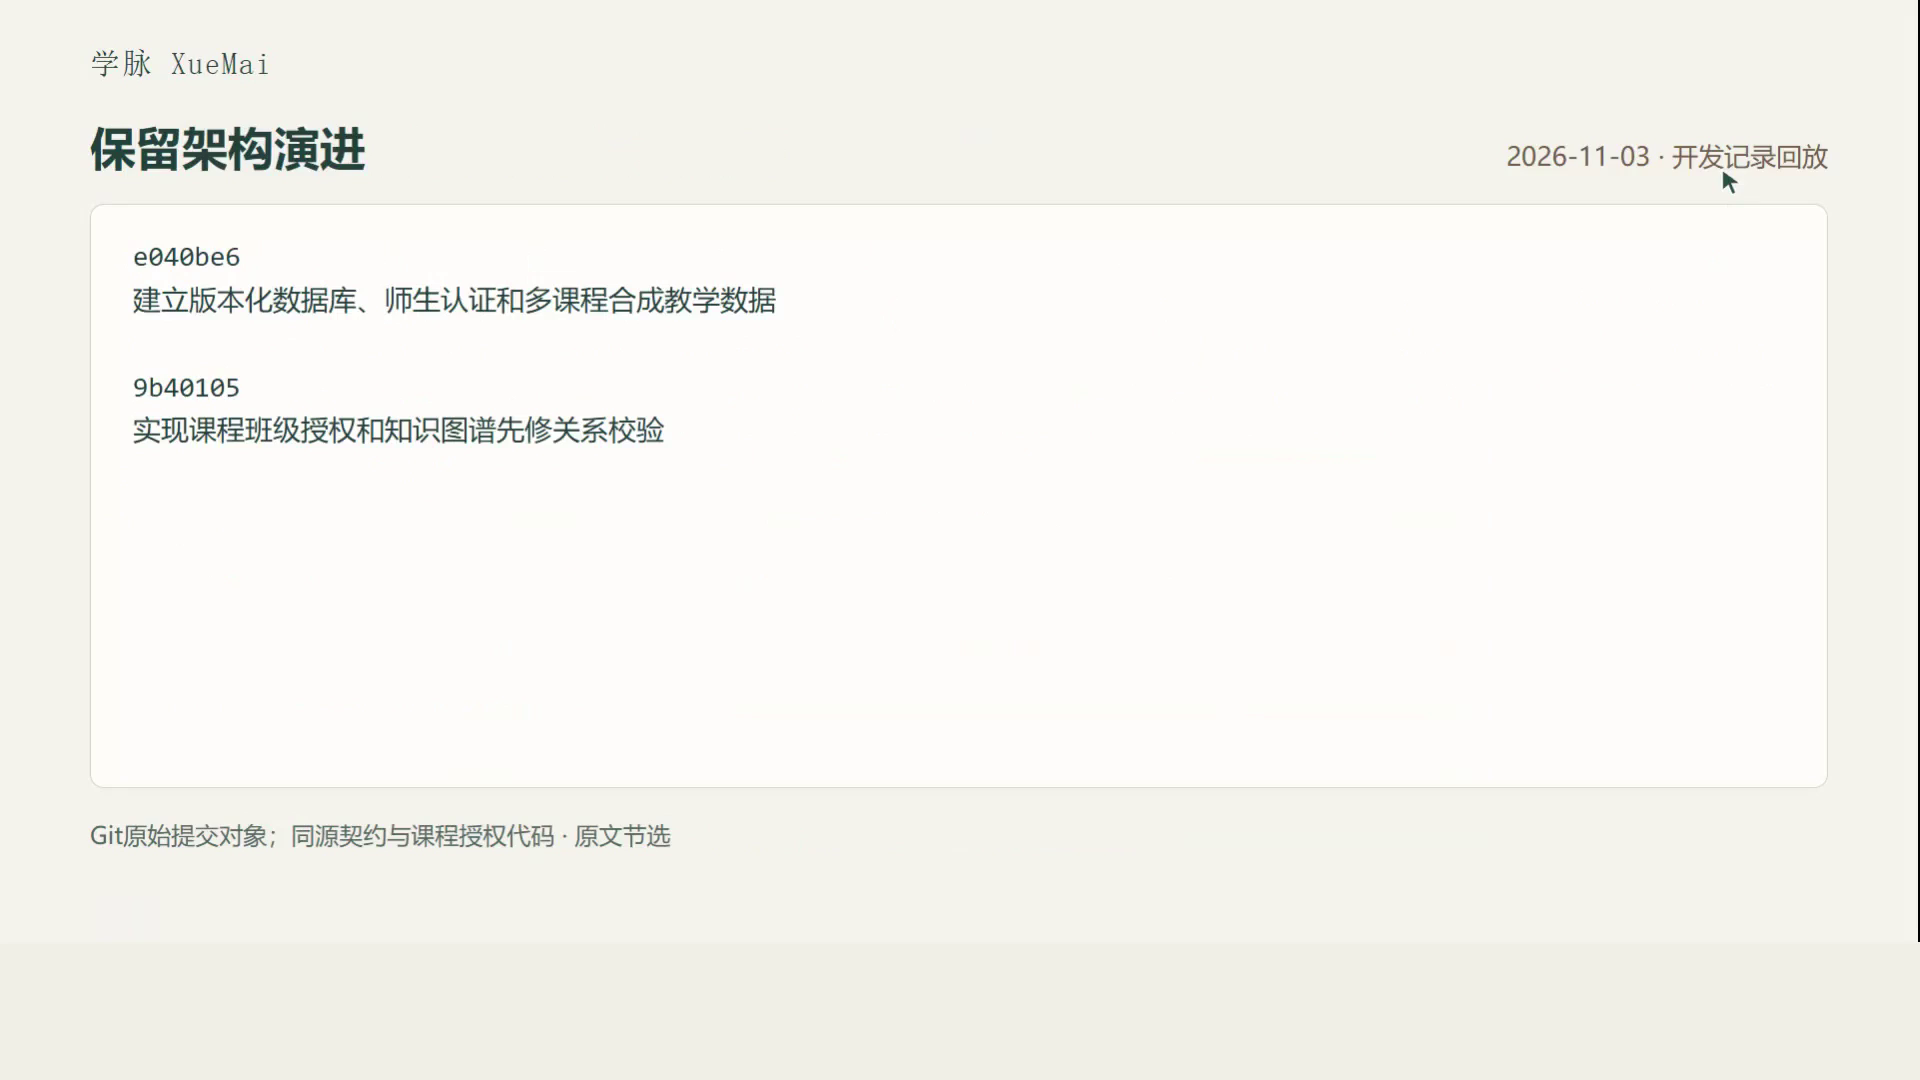 学脉 XueMai
保留架构演进
2026-11-03 · 开发记录回放
e040be6
建立版本化数据库、师生认证和多课程合成教学数据
9b40105
实现课程班级授权和知识图谱先修关系校验
Git原始提交对象；同源契约与课程授权代码 · 原文节选